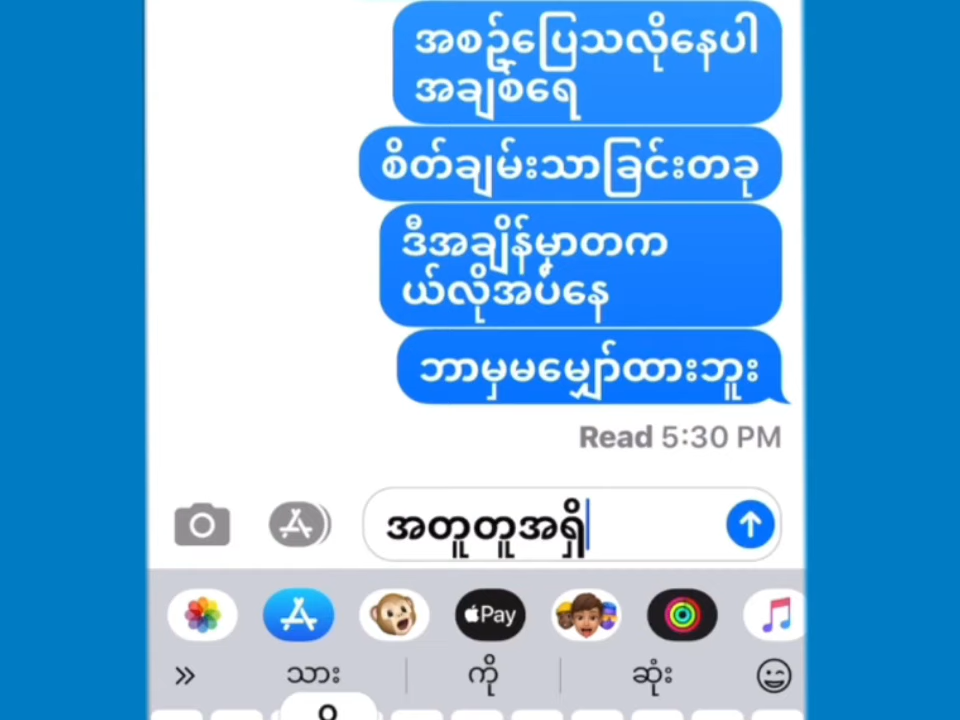 အစဉ်ပြေသလိုနေပါ
အချစ်ရေ
စိတ်ချမ်းသာခြင်းတခု
ဒီအချိန်မှာတက
ယ်လိုအပ်နေ
ဘာမှမမျှော်ထားဘူး
Read 5:30 PM
အတူတူအရှိ
Pay
သား
ကို
ဆုံး